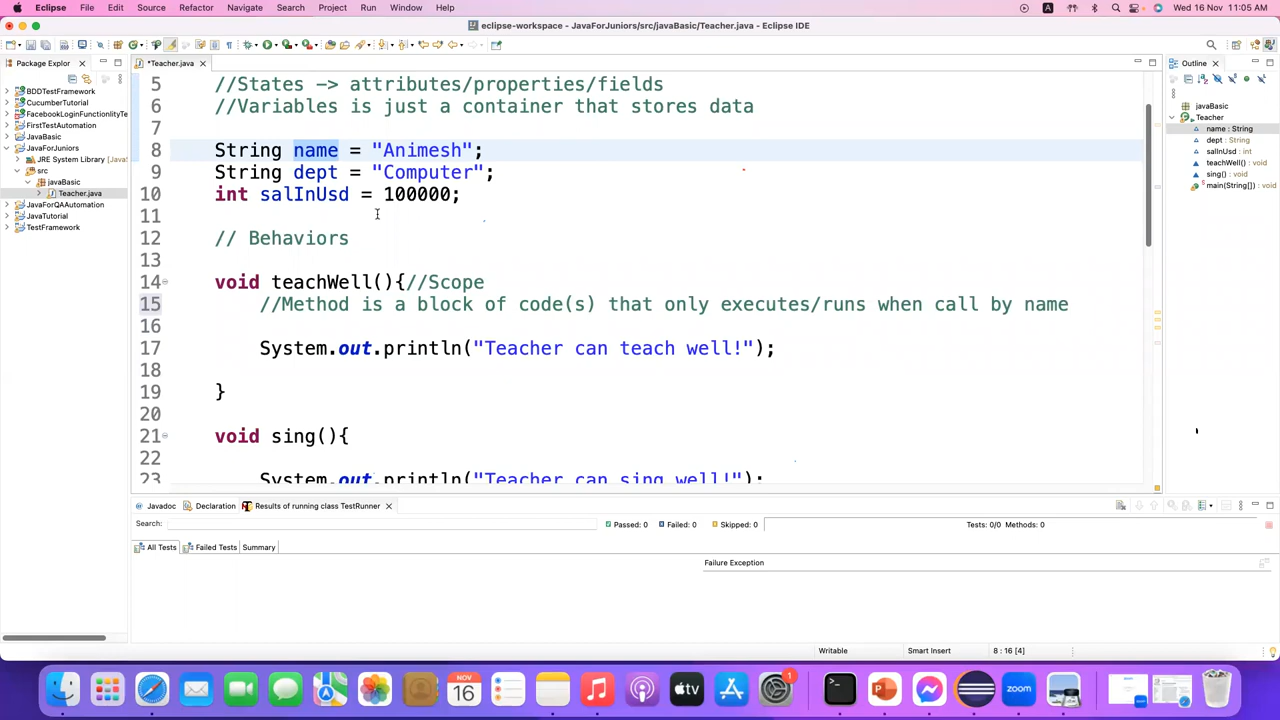 Eclipse File Edit Source Refactor Navigate Search Project Run Window Help A Wed 16 Nov 11:05 AM
eclipse-workspace - JavaForJuniors/src/javaBasic/Teacher.java - Eclipse IDE
Package Explor
*Teacher.java
Outline
BDDTestFramework
CucumberTutorial
FacebookLoginFunctionlityTe
FirstTestAutomation
JavaBasic
JavaForJuniors
JRE System Library [Java
src
javaBasic
Teacher.java
JavaForQAAutomation
JavaTutorial
TestFramework
5 //States -> attributes/properties/fields
6 //Variables is just a container that stores data
7
8 String name = "Animesh";
9 String dept = "Computer";
10 int salInUsd = 100000;
11
12 // Behaviors
13
14 void teachWell(){//Scope
15 //Method is a block of code(s) that only executes/runs when call by name
16
17 System.out.println("Teacher can teach well!");
18
19 }
20
21 void sing(){
22
23 System.out.println("Teacher can sing well!");
javaBasic
Teacher
name : String
dept : String
salInUsd : int
teachWell() : void
sing() : void
main(String[]) : void
Javadoc Declaration Results of running class TestRunner
Search: Passed: 0 Failed: 0 Skipped: 0 Tests: 0/0 Methods: 0
All Tests Failed Tests Summary
Failure Exception
Writable Smart Insert 8 : 16 [4]
NOV
16
tv
1
zoom